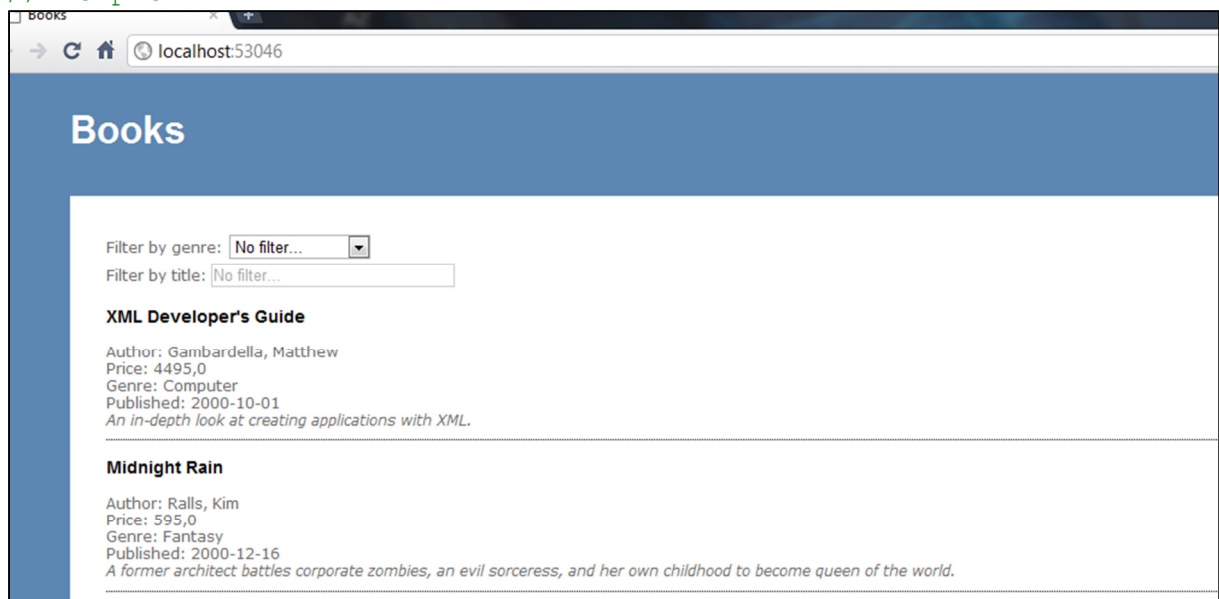 Books
localhost:53046
Books
Filter by genre: No filter...
Filter by title: No filter...
XML Developer's Guide
Author: Gambardella, Matthew
Price: 4495,0
Genre: Computer
Published: 2000-10-01
An in-depth look at creating applications with XML.
Midnight Rain
Author: Ralls, Kim
Price: 595,0
Genre: Fantasy
Published: 2000-12-16
A former architect battles corporate zombies, an evil sorceress, and her own childhood to become queen of the world.